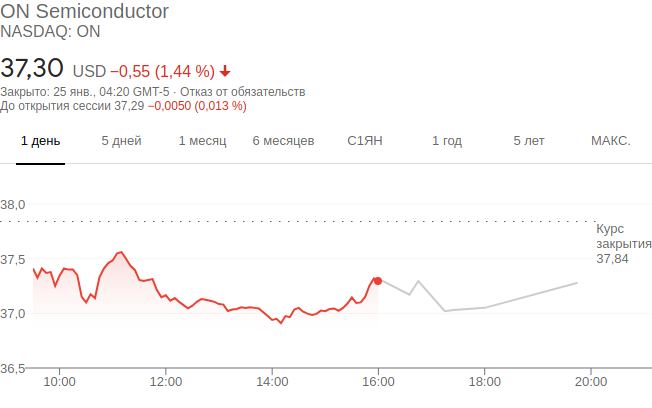 ON Semiconductor
NASDAQ: ON
37,30 USD −0,55 (1,44 %)
Закрыто: 25 янв., 04:20 GMT-5 · Отказ от обязательств
До открытия сессии 37,29 −0,0050 (0,013 %)
1 день 5 дней 1 месяц 6 месяцев С1ЯН 1 год 5 лет МАКС.
38,0
Курс
закрытия
37,84
37,5
37,0
36,5
10:00 12:00 14:00 16:00 18:00 20:00